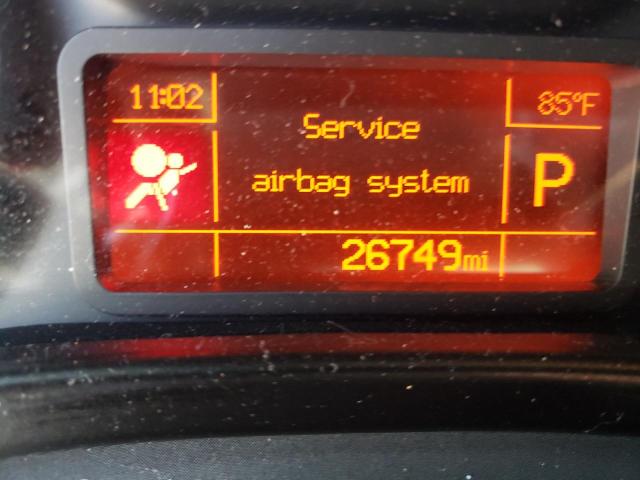 11:02
85°F
Service
airbag system
P
26749mi